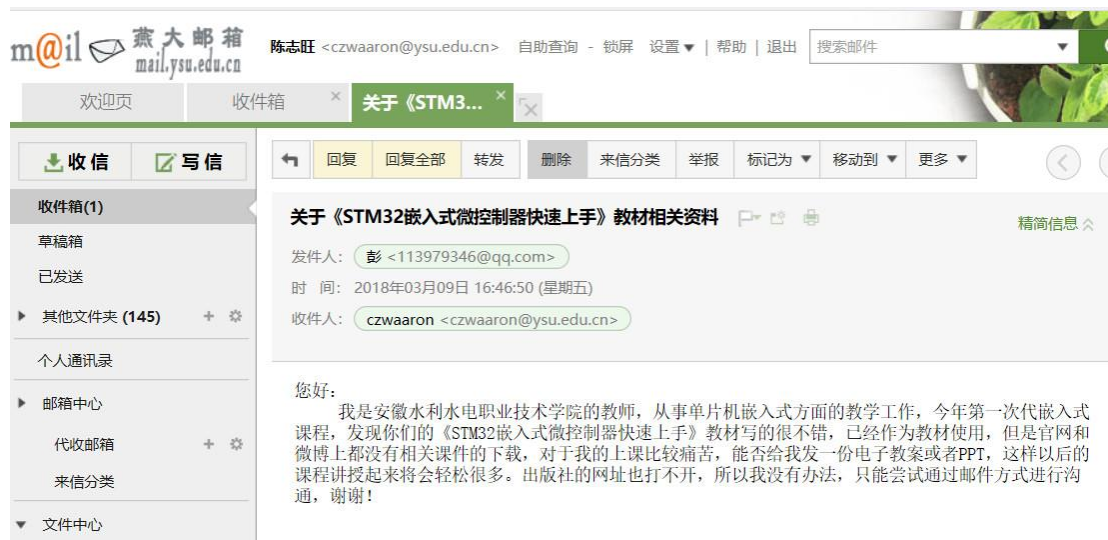 m@il 燕大邮箱
mail.ysu.edu.cn
陈志旺 <czwaaron@ysu.edu.cn> 自助查询 - 锁屏 设置 | 帮助 | 退出
搜索邮件
欢迎页
收件箱
关于《STM3...
收信
写信
回复
回复全部
转发
删除
来信分类
举报
标记为
移动到
更多
收件箱(1)
草稿箱
已发送
其他文件夹 (145)
个人通讯录
邮箱中心
代收邮箱
来信分类
文件中心
关于《STM32嵌入式微控制器快速上手》教材相关资料
精简信息
发件人: 彭 <113979346@qq.com>
时 间: 2018年03月09日 16:46:50 (星期五)
收件人: czwaaron <czwaaron@ysu.edu.cn>
您好:
我是安徽水利水电职业技术学院的教师,从事单片机嵌入式方面的教学工作,今年第一次代嵌入式
课程,发现你们的《STM32嵌入式微控制器快速上手》教材写的很不错,已经作为教材使用,但是官网和
微博上都没有相关课件的下载,对于我的上课比较痛苦,能否给我发一份电子教案或者PPT,这样以后的
课程讲授起来将会轻松很多。出版社的网址也打不开,所以我没有办法,只能尝试通过邮件方式进行沟
通,谢谢!